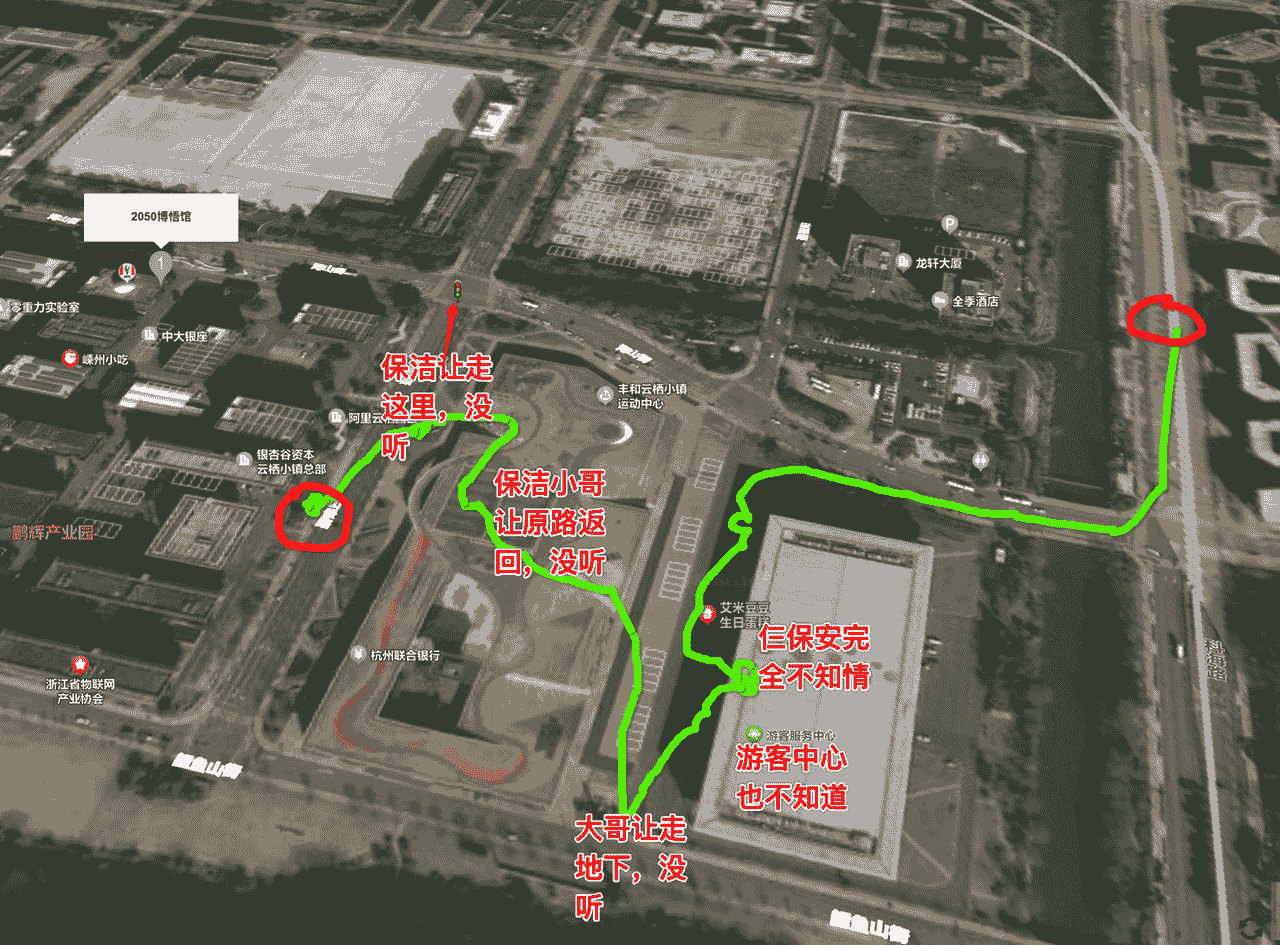 2050博悟馆
1
零重力实验室
中大银座
嵊州小吃
P
龙轩大厦
全季酒店
丰和云栖小镇
运动中心
保洁让走
这里，没
听
阿里云
银杏谷资本
云栖小镇总部
鹏辉产业园
保洁小哥
让原路返
回，没听
艾米豆豆
生日蛋糕
仨保安完
全不知情
杭州联合银行
浙江省物联网
产业协会
游客服务中心
游客中心
也不知道
大哥让走
地下，没
听